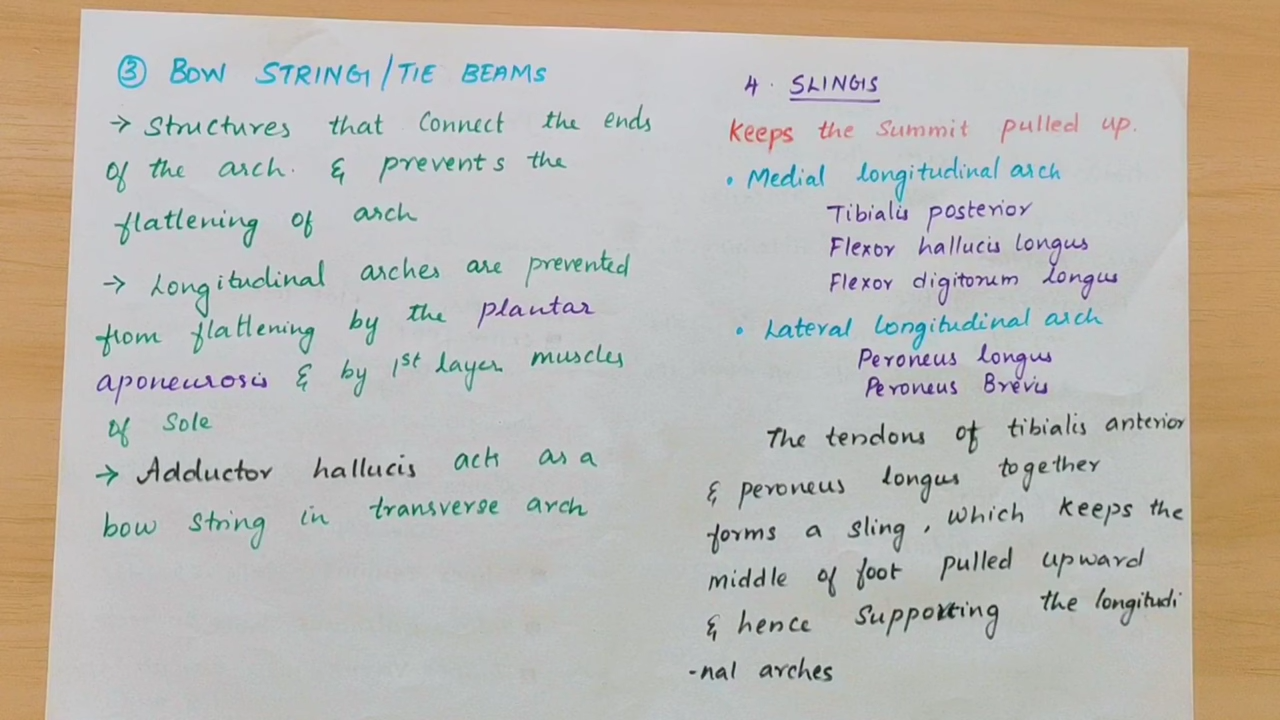 ③ BOW STRING/TIE BEAMS
→ Structures that connect the ends
of the arch. & prevents the
flattening of arch
→ Longitudinal arches are prevented
from flattening by the plantar
aponeurosis & by 1st layer muscles
of sole
→ Adductor hallucis act as a
bow string in transverse arch
4. SLINGS
Keeps the Summit pulled up.
• Medial longitudinal arch
Tibialis posterior
Flexor hallucis longus
Flexor digitorum longus
• Lateral longitudinal arch
Peroneus longus
Peroneus Brevis
The tendons of tibialis anterior
& peroneus longus together
forms a sling, which keeps the
middle of foot pulled upward
& hence supporting the longitudi
-nal arches